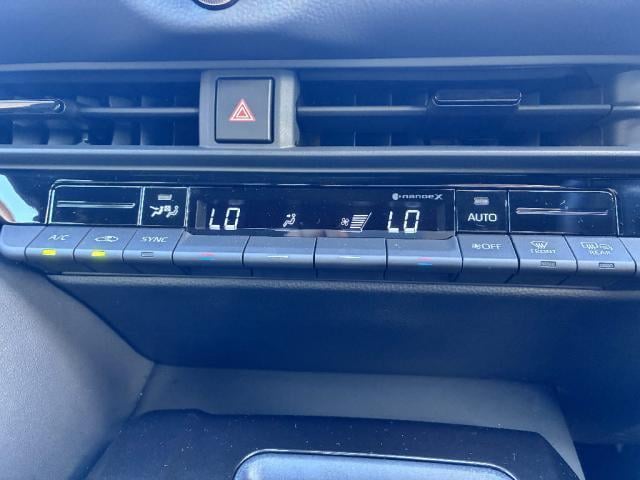 nanoeX
LO LO AUTO
A/C SYNC OFF FRONT REAR